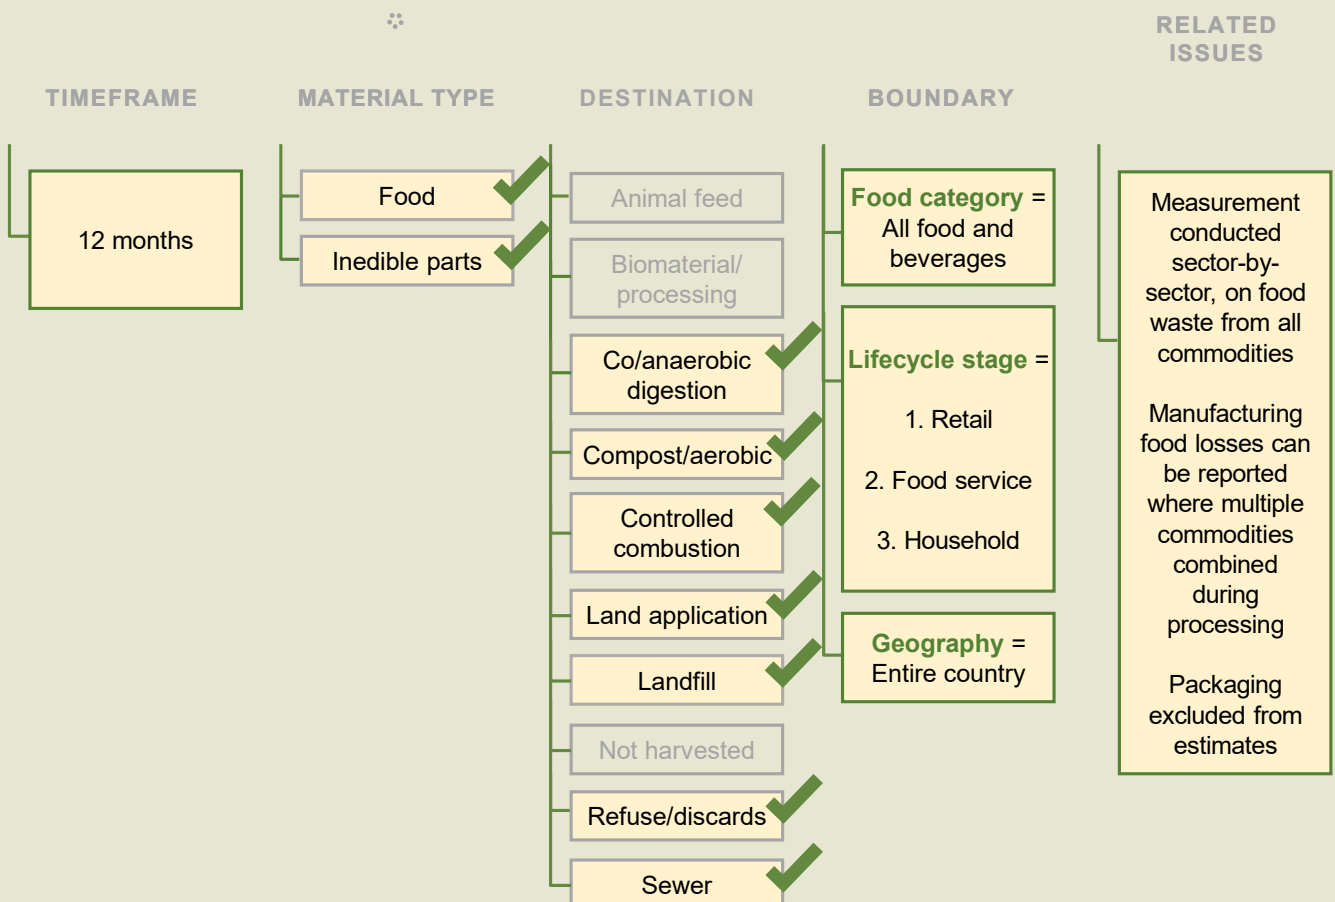 TIMEFRAME
12 months
MATERIAL TYPE
Food
Inedible parts
DESTINATION
Animal feed
Biomaterial/
processing
Co/anaerobic
digestion
Compost/aerobic
Controlled
combustion
Land application
Landfill
Not harvested
Refuse/discards
Sewer
BOUNDARY
Food category =
All food and
beverages
Lifecycle stage =
1. Retail
2. Food service
3. Household
Geography =
Entire country
RELATED
ISSUES
Measurement
conducted
sector-by-
sector, on food
waste from all
commodities
Manufacturing
food losses can
be reported
where multiple
commodities
combined
during
processing
Packaging
excluded from
estimates